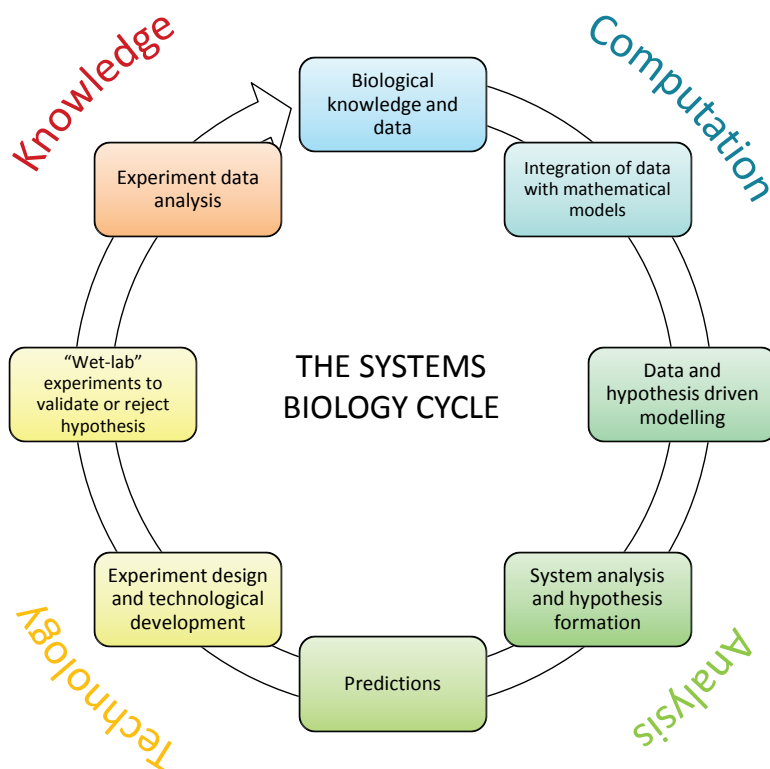 Knowledge
Computation
Biological
knowledge and
data
Integration of data
with mathematical
models
Data and
hypothesis driven
modelling
System analysis
and hypothesis
formation
Predictions
Experiment design
and technological
development
“Wet-lab”
experiments to
validate or reject
hypothesis
Experiment data
analysis
THE SYSTEMS
BIOLOGY CYCLE
Technology
Analysis